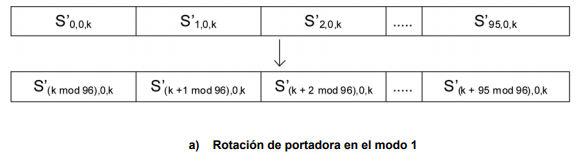 S'0,0,k S'1,0,k S'2,0,k ..... S'95,0,k
S'(k mod 96),0,k S'(k +1 mod 96),0,k S'(k + 2 mod 96),0,k ..... S'(k + 95 mod 96),0,k
a) Rotación de portadora en el modo 1